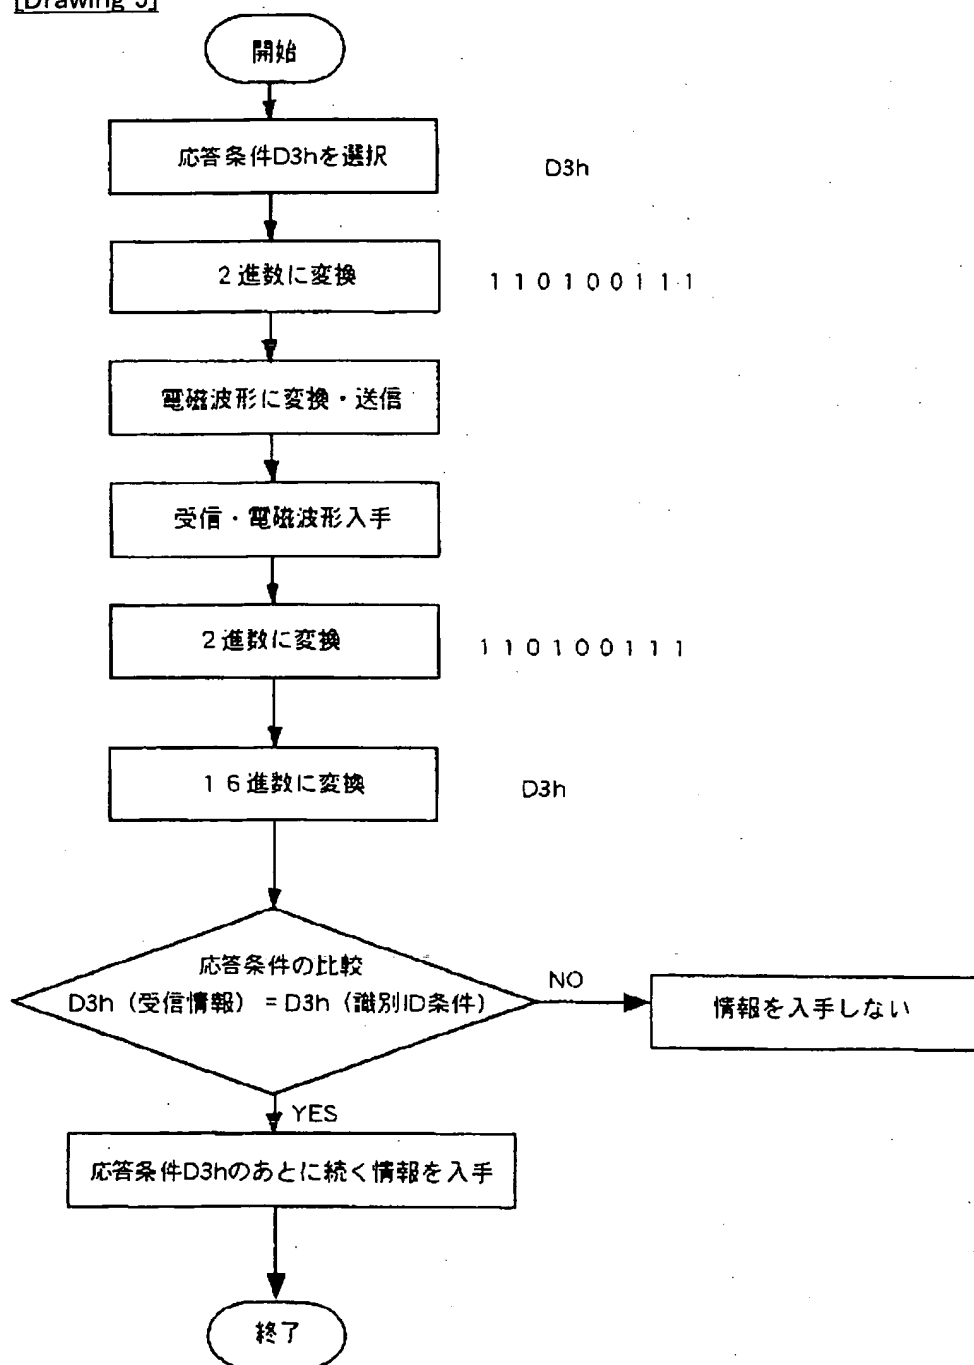 [Drawing 5]
開始
応答条件D3hを選択
D3h
２進数に変換
１１０１００１１１
電磁波形に変換・送信
受信・電磁波形入手
２進数に変換
１１０１００１１１
１６進数に変換
D3h
応答条件の比較
D3h（受信情報）＝D3h（識別ID条件）
NO
情報を入手しない
YES
応答条件D3hのあとに続く情報を入手
終了